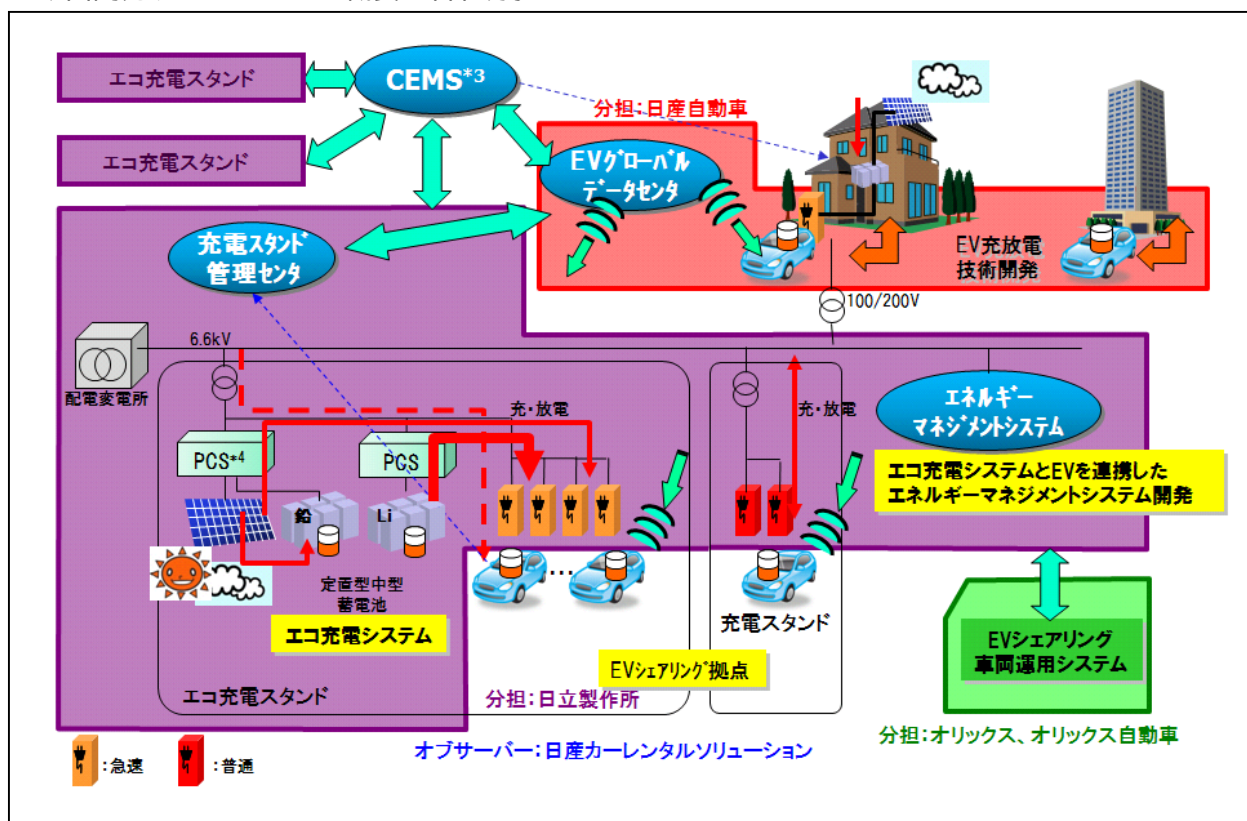 エコ充電スタンド
CEMS*3
分担：日産自動車
エコ充電スタンド
EVグローバル
データセンタ
充電スタンド
管理センタ
EV充放電
技術開発
100/200V
6.6kV
配電変電所
充・放電
充・放電
エネルギー
マネジメントシステム
PCS*4
PCS
エコ充電システムとEVを連携した
エネルギーマネジメントシステム開発
鉛
Li
定置型中型
蓄電池
…
充電スタンド
エコ充電システム
EVシェアリング
車両運用システム
EVシェアリング拠点
エコ充電スタンド
分担：日立製作所
分担：オリックス、オリックス自動車
オブサーバー：日産カーレンタルソリューション
：急速
：普通